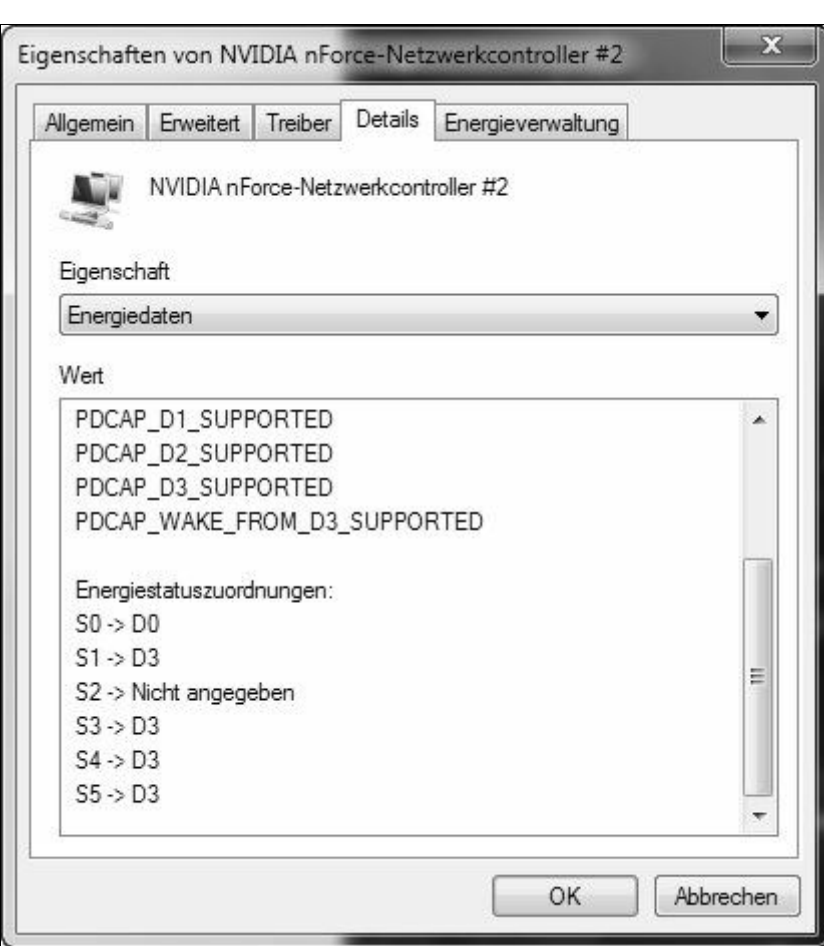 Eigenschaften von NVIDIA nForce-Netzwerkcontroller #2
Allgemein Erweitert Treiber Details Energieverwaltung
NVIDIA nForce-Netzwerkcontroller #2
Eigenschaft
Energiedaten
Wert
PDCAP_D1_SUPPORTED
PDCAP_D2_SUPPORTED
PDCAP_D3_SUPPORTED
PDCAP_WAKE_FROM_D3_SUPPORTED
Energiestatuszuordnungen:
S0 -> D0
S1 -> D3
S2 -> Nicht angegeben
S3 -> D3
S4 -> D3
S5 -> D3
OK Abbrechen